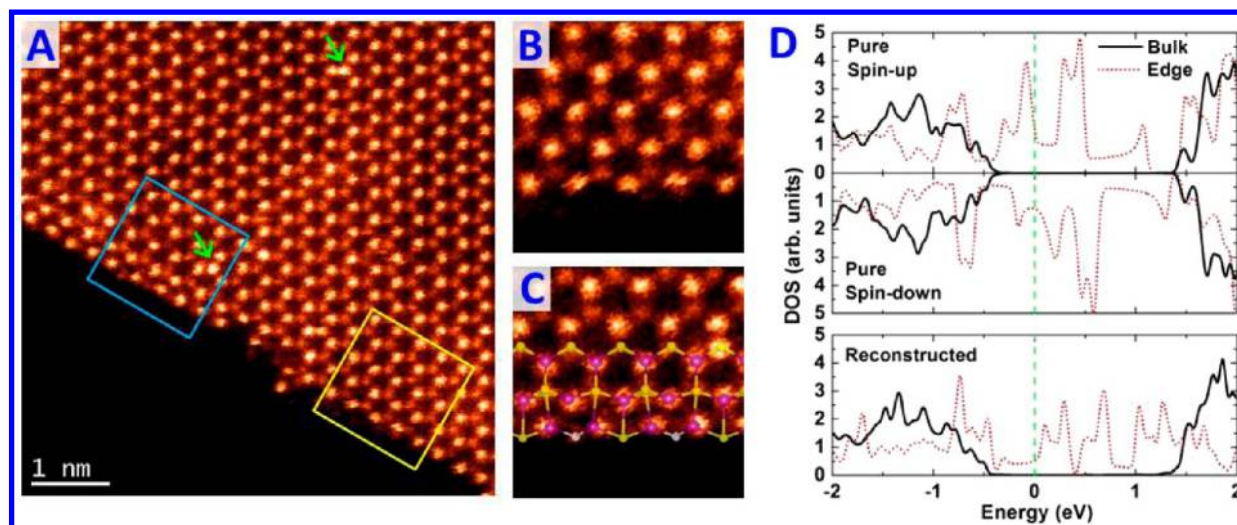 A
1 nm
B
C
D
5
4
3
2
1
0
1
2
3
4
5
5
4
3
2
1
0
Pure
Spin-up
Bulk
Edge
Pure
Spin-down
Reconstructed
DOS (arb. units)
-2 -1 0 1 2
Energy (eV)